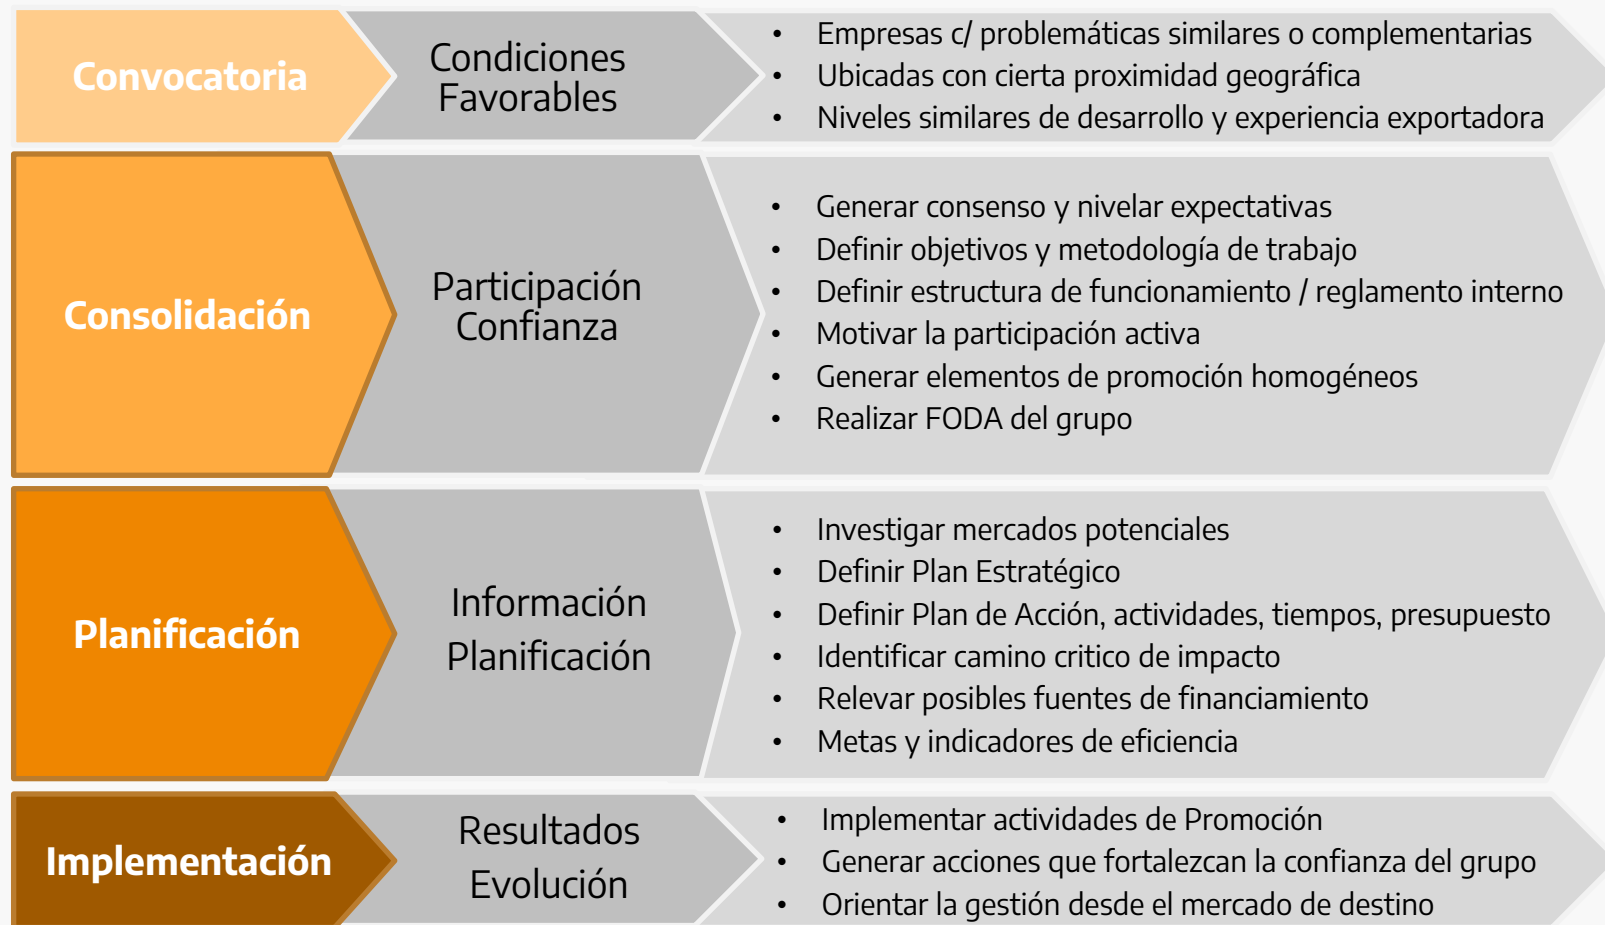 Convocatoria
Condiciones
Favorables
• Empresas c/ problemáticas similares o complementarias
• Ubicadas con cierta proximidad geográfica
• Niveles similares de desarrollo y experiencia exportadora
Consolidación
Participación
Confianza
• Generar consenso y nivelar expectativas
• Definir objetivos y metodología de trabajo
• Definir estructura de funcionamiento / reglamento interno
• Motivar la participación activa
• Generar elementos de promoción homogéneos
• Realizar FODA del grupo
Planificación
Información
Planificación
• Investigar mercados potenciales
• Definir Plan Estratégico
• Definir Plan de Acción, actividades, tiempos, presupuesto
• Identificar camino critico de impacto
• Relevar posibles fuentes de financiamiento
• Metas y indicadores de eficiencia
Implementación
Resultados
Evolución
• Implementar actividades de Promoción
• Generar acciones que fortalezcan la confianza del grupo
• Orientar la gestión desde el mercado de destino